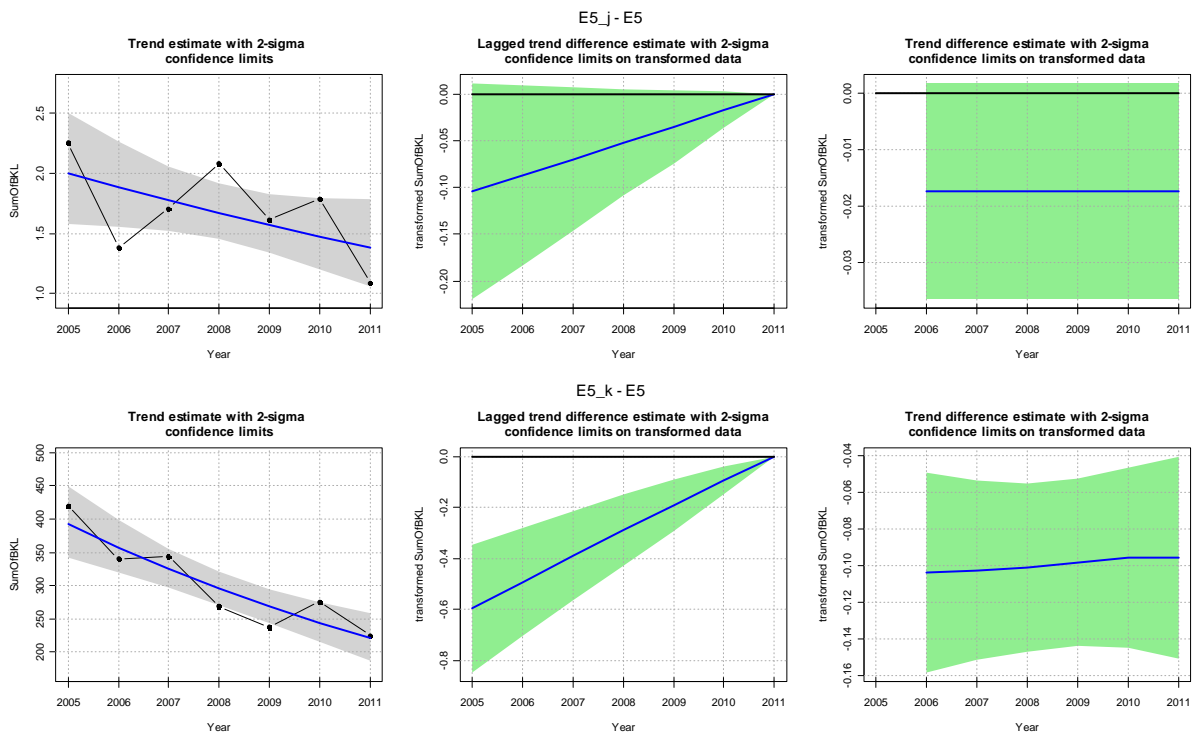 E5_j - E5
Trend estimate with 2-sigma
confidence limits
SumOfBKL
2.5
2.0
1.5
1.0
2005 2006 2007 2008 2009 2010 2011
Year
Lagged trend difference estimate with 2-sigma
confidence limits on transformed data
transformed SumOfBKL
0.00
-0.05
-0.10
-0.15
-0.20
2005 2006 2007 2008 2009 2010 2011
Year
Trend difference estimate with 2-sigma
confidence limits on transformed data
transformed SumOfBKL
0.00
-0.01
-0.02
-0.03
2005 2006 2007 2008 2009 2010 2011
Year
E5_k - E5
Trend estimate with 2-sigma
confidence limits
SumOfBKL
500
450
400
350
300
250
200
2005 2006 2007 2008 2009 2010 2011
Year
Lagged trend difference estimate with 2-sigma
confidence limits on transformed data
transformed SumOfBKL
0.0
-0.2
-0.4
-0.6
-0.8
2005 2006 2007 2008 2009 2010 2011
Year
Trend difference estimate with 2-sigma
confidence limits on transformed data
transformed SumOfBKL
-0.04
-0.06
-0.08
-0.10
-0.12
-0.14
-0.16
2005 2006 2007 2008 2009 2010 2011
Year